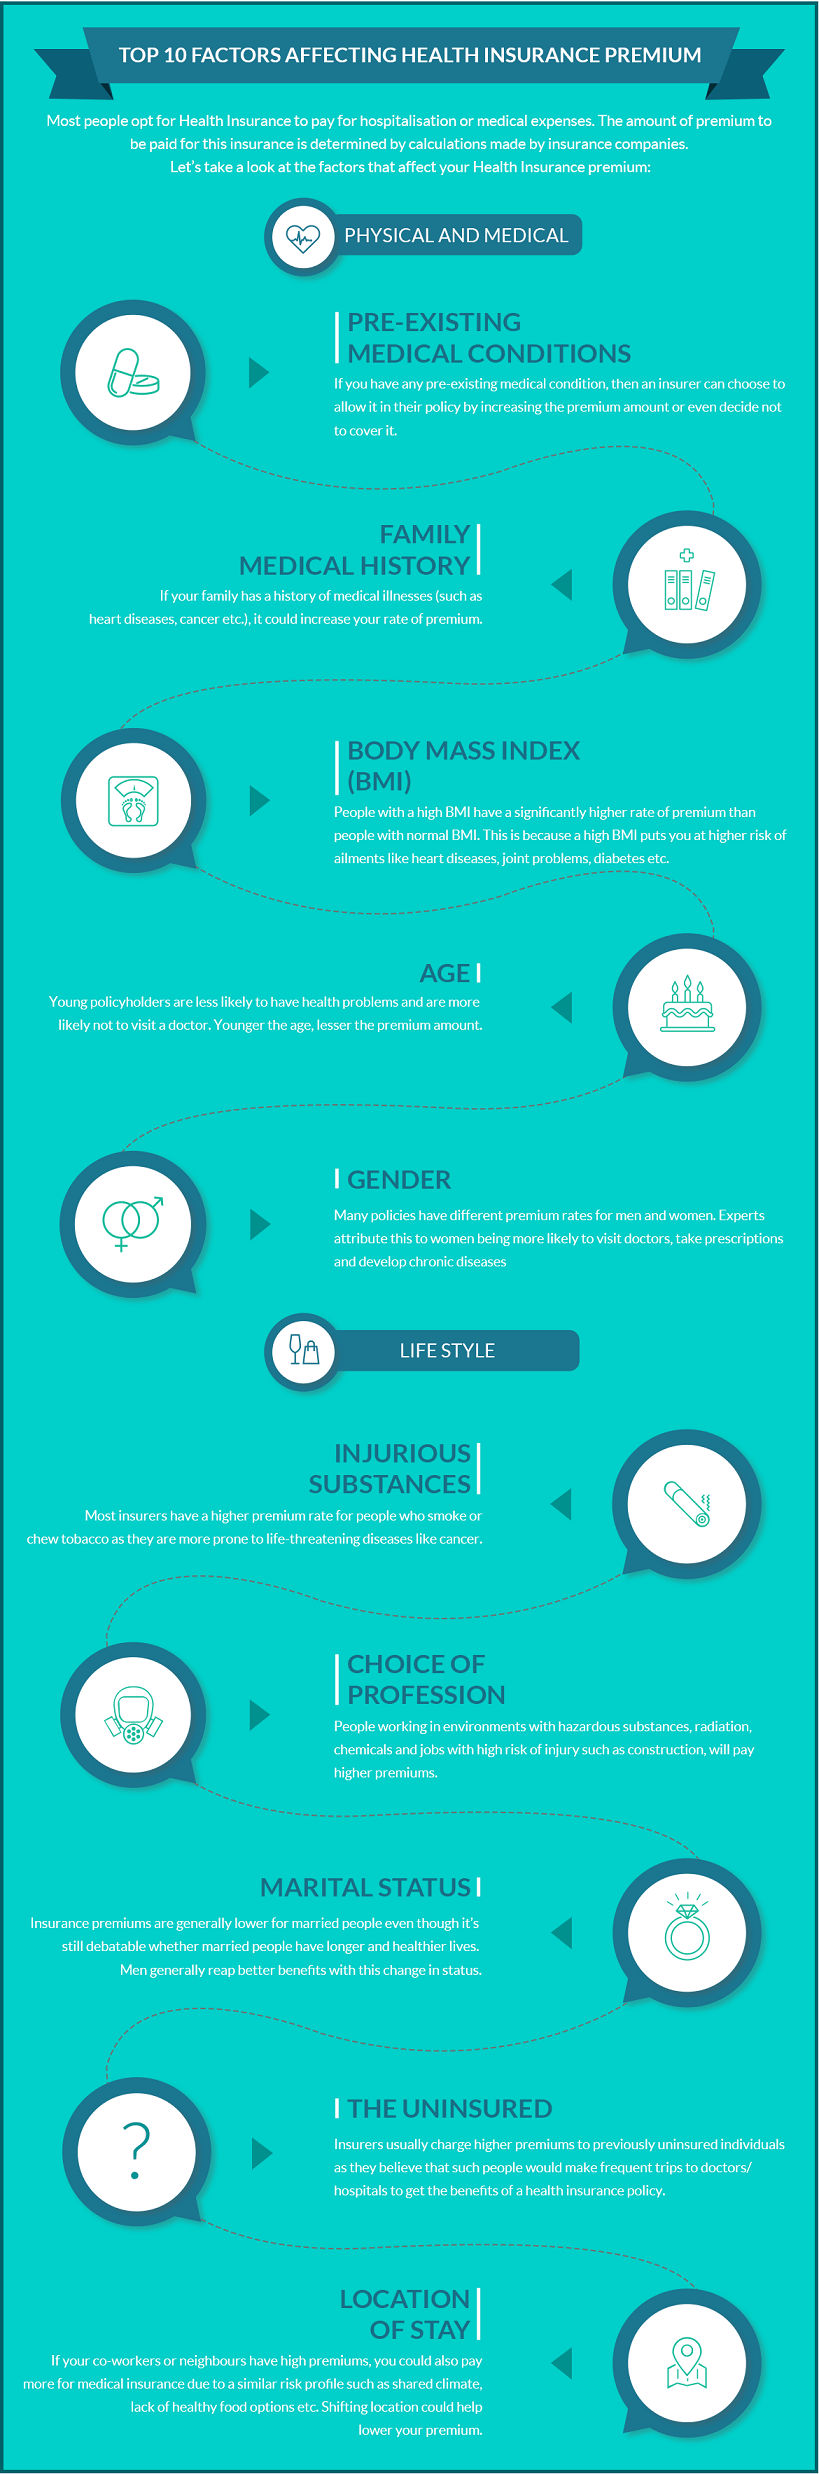 TOP 10 FACTORS AFFECTING HEALTH INSURANCE PREMIUM
Most people opt for Health Insurance to pay for hospitalisation or medical expenses. The amount of premium to
be paid for this insurance is determined by calculations made by insurance companies.
Let's take a look at the factors that affect your Health Insurance premium:
PHYSICAL AND MEDICAL
PRE-EXISTING
MEDICAL CONDITIONS
If you have any pre-existing medical condition, then an insurer can choose to
allow it in their policy by increasing the premium amount or even decide not
to cover it.
FAMILY
MEDICAL HISTORY
If your family has a history of medical illnesses (such as
heart diseases, cancer etc.), it could increase your rate of premium.
BODY MASS INDEX
(BMI)
People with a high BMI have a significantly higher rate of premium than
people with normal BMI. This is because a high BMI puts you at higher risk of
ailments like heart diseases, joint problems, diabetes etc.
AGE
Young policyholders are less likely to have health problems and are more
likely not to visit a doctor. Younger the age, lesser the premium amount.
GENDER
Many policies have different premium rates for men and women. Experts
attribute this to women being more likely to visit doctors, take prescriptions
and develop chronic diseases
LIFE STYLE
INJURIOUS
SUBSTANCES
Most insurers have a higher premium rate for people who smoke or
chew tobacco as they are more prone to life-threatening diseases like cancer.
CHOICE OF
PROFESSION
People working in environments with hazardous substances, radiation,
chemicals and jobs with high risk of injury such as construction, will pay
higher premiums.
MARITAL STATUS
Insurance premiums are generally lower for married people even though it's
still debatable whether married people have longer and healthier lives.
Men generally reap better benefits with this change in status.
?
THE UNINSURED
Insurers usually charge higher premiums to previously uninsured individuals
as they believe that such people would make frequent trips to doctors/
hospitals to get the benefits of a health insurance policy.
LOCATION
OF STAY
If your co-workers or neighbours have high premiums, you could also pay
more for medical insurance due to a similar risk profile such as shared climate,
lack of healthy food options etc. Shifting location could help
lower your premium.